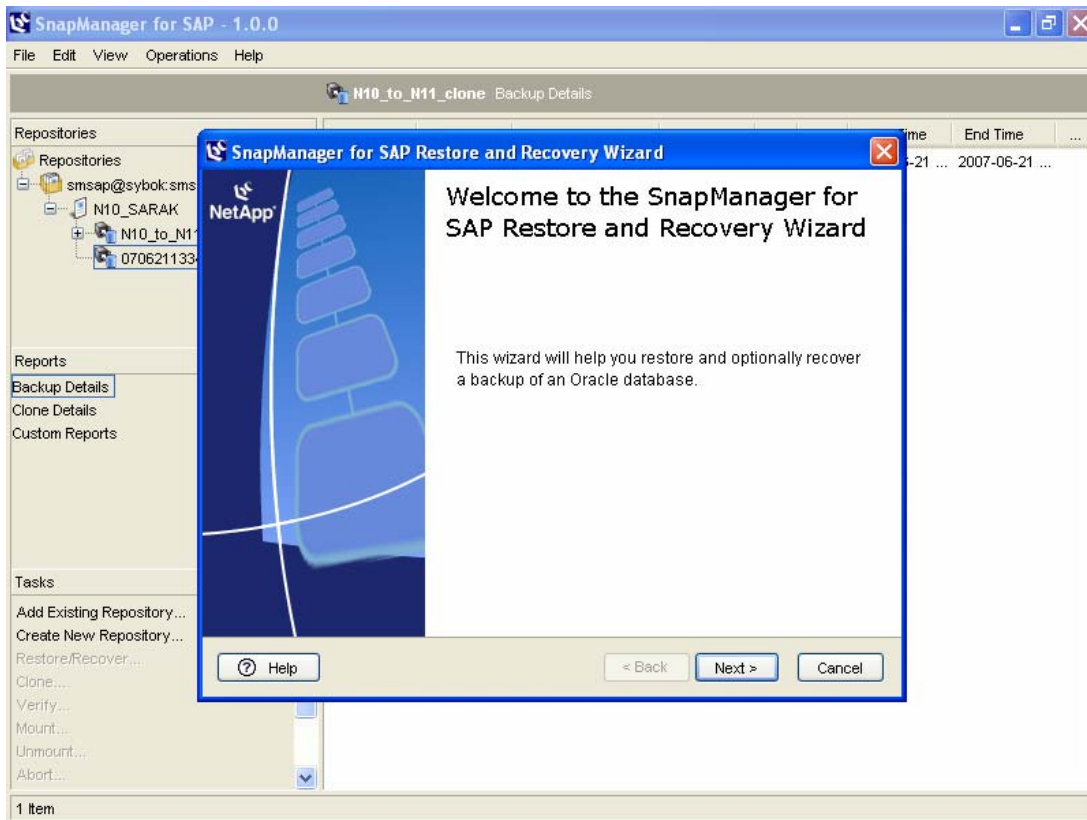 SnapManager for SAP - 1.0.0
File Edit View Operations Help
N10_to_N11_clone Backup Details
Repositories
Time End Time ...
Repositories
smsap@sybok:sms
N10_SARAK
N10_to_N1
070621133
-21 ... 2007-06-21 ...
SnapManager for SAP Restore and Recovery Wizard
NetApp
Welcome to the SnapManager for
SAP Restore and Recovery Wizard
This wizard will help you restore and optionally recover
a backup of an Oracle database.
Reports
Backup Details
Clone Details
Custom Reports
Tasks
Add Existing Repository...
Create New Repository...
Restore/Recover...
Clone...
Verify...
Mount...
Unmount...
Abort...
Help < Back Next > Cancel
1 Item